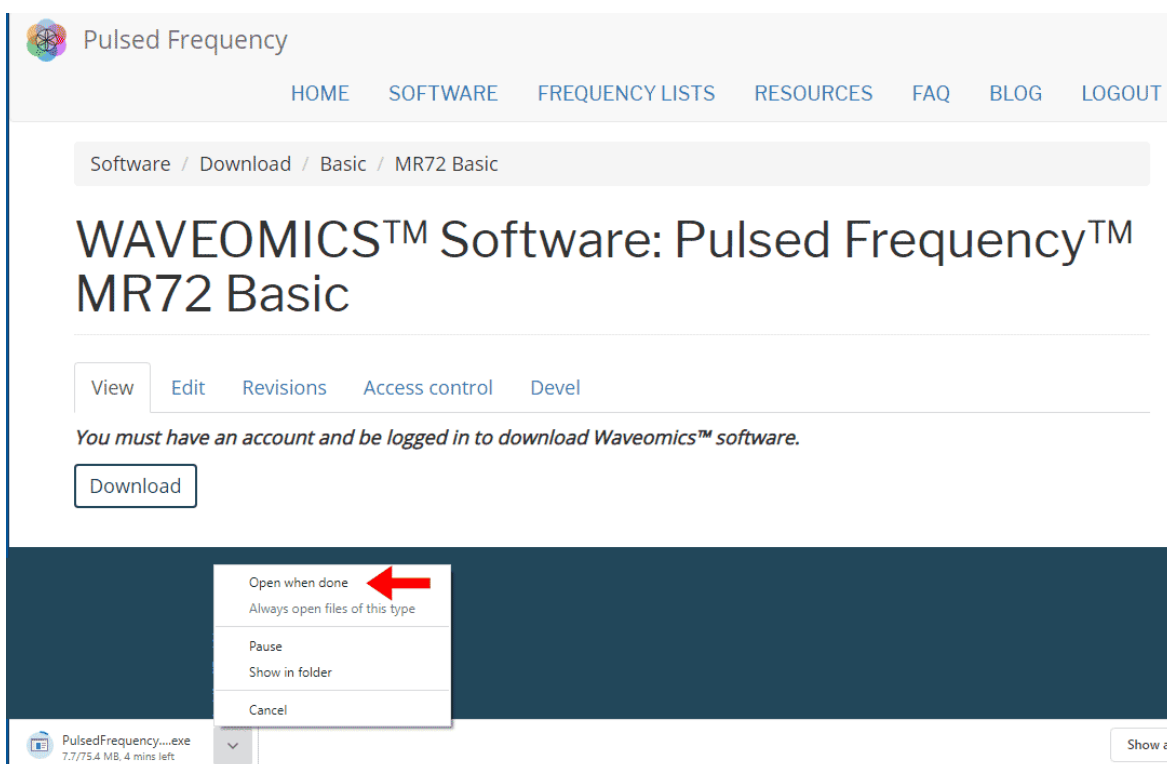 Pulsed Frequency
HOME SOFTWARE FREQUENCY LISTS RESOURCES FAQ BLOG LOGOUT
Software / Download / Basic / MR72 Basic
WAVEOMICS™ Software: Pulsed Frequency™
MR72 Basic
View Edit Revisions Access control Devel
You must have an account and be logged in to download Waveomics™ software.
Download
Open when done
Always open files of this type
Pause
Show in folder
Cancel
PulsedFrequency....exe
7.7/75.4 MB, 4 mins left
Show a